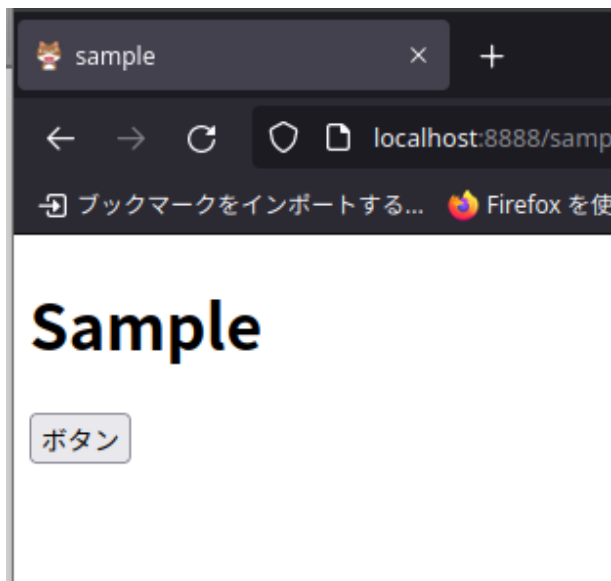 sample
localhost:8888/samp
ブックマークをインポートする... Firefox を使
Sample
ボタン